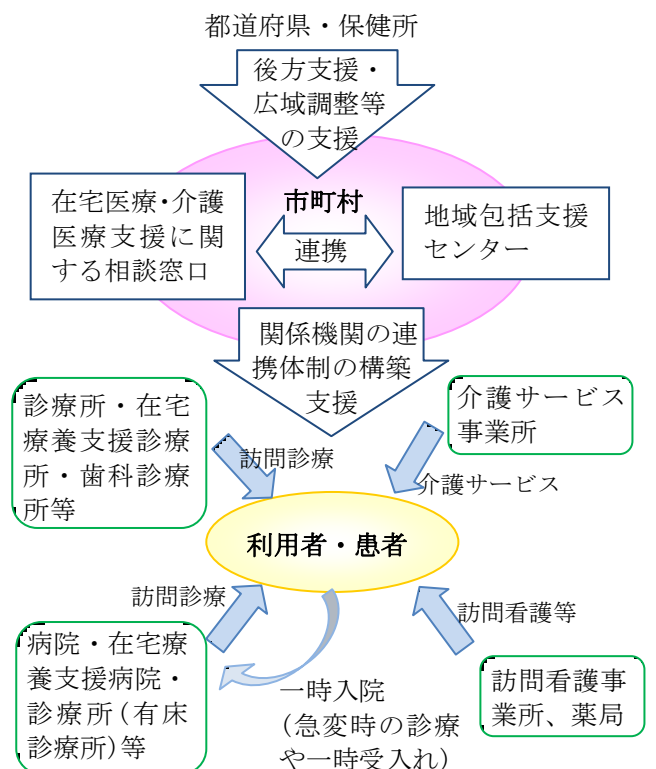 都道府県・保健所
後方支援・
広域調整等
の支援
市町村
在宅医療・介護
医療支援に関
する相談窓口
連携
地域包括支援
センター
関係機関の連
携体制の構築
支援
診療所・在宅
療養支援診療
所・歯科診療
所等
訪問診療
介護サービス
事業所
介護サービス
利用者・患者
訪問診療
訪問看護等
病院・在宅療
養支援病院・
診療所(有床
診療所)等
一時入院
(急変時の診療
や一時受入れ)
訪問看護事
業所、薬局